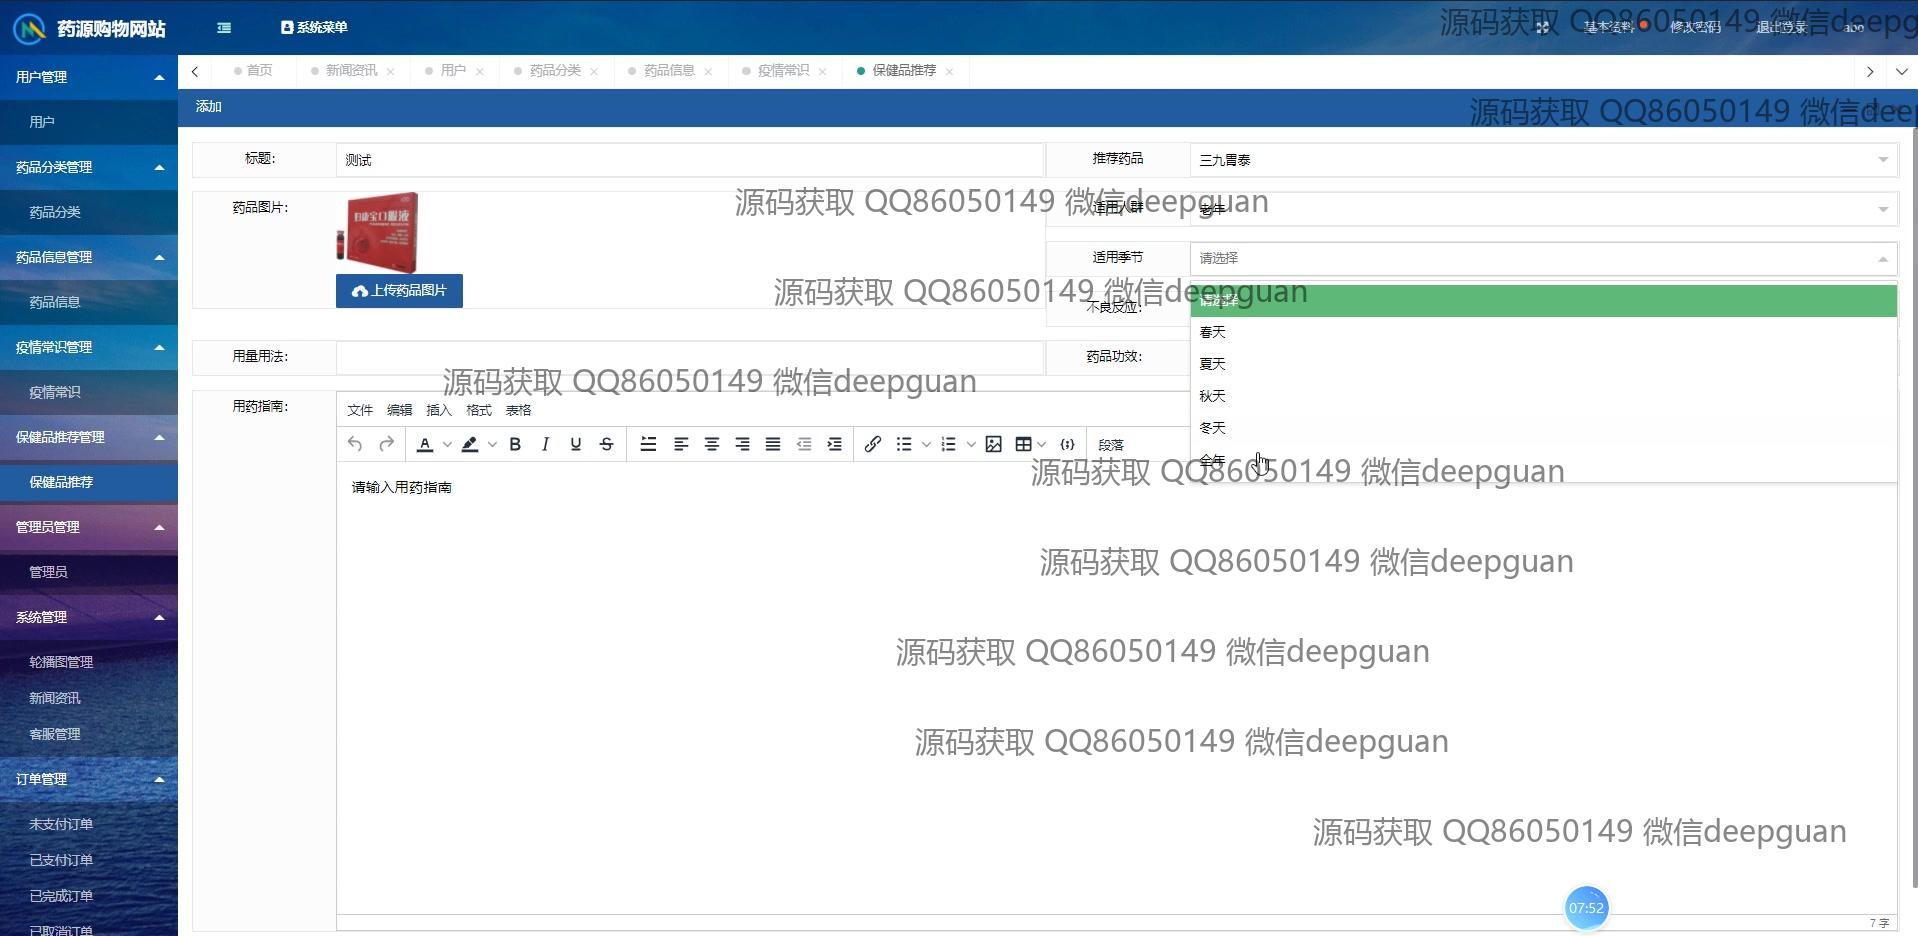 药源购物网站
系统菜单
基本资料
修改密码
退出登录
abo
源码获取 QQ86050149 微信deepg
用户管理
用户
药品分类管理
药品分类
药品信息管理
药品信息
疫情常识管理
疫情常识
保健品推荐管理
保健品推荐
管理员管理
管理员
系统管理
轮播图管理
新闻资讯
客服管理
订单管理
未支付订单
已支付订单
已完成订单
已取消订单
首页 新闻资讯 用户 药品分类 药品信息 疫情常识 保健品推荐
添加
源码获取 QQ86050149 微信deep
标题: 测试 推荐药品 三九胃泰
药品图片: 适用人群 老年
妇康宝口服液
源码获取 QQ86050149 微信deepguan
适用季节 请选择
上传药品图片
源码获取 QQ86050149 微信deepguan
不良反应: 请选择
春天
用量用法: 药品功效:
夏天
源码获取 QQ86050149 微信deepguan
秋天
用药指南: 文件 编辑 插入 格式 表格
冬天
段落
全年
源码获取 QQ86050149 微信deepguan
请输入用药指南
源码获取 QQ86050149 微信deepguan
源码获取 QQ86050149 微信deepguan
源码获取 QQ86050149 微信deepguan
源码获取 QQ86050149 微信deepguan
07:52
7 字